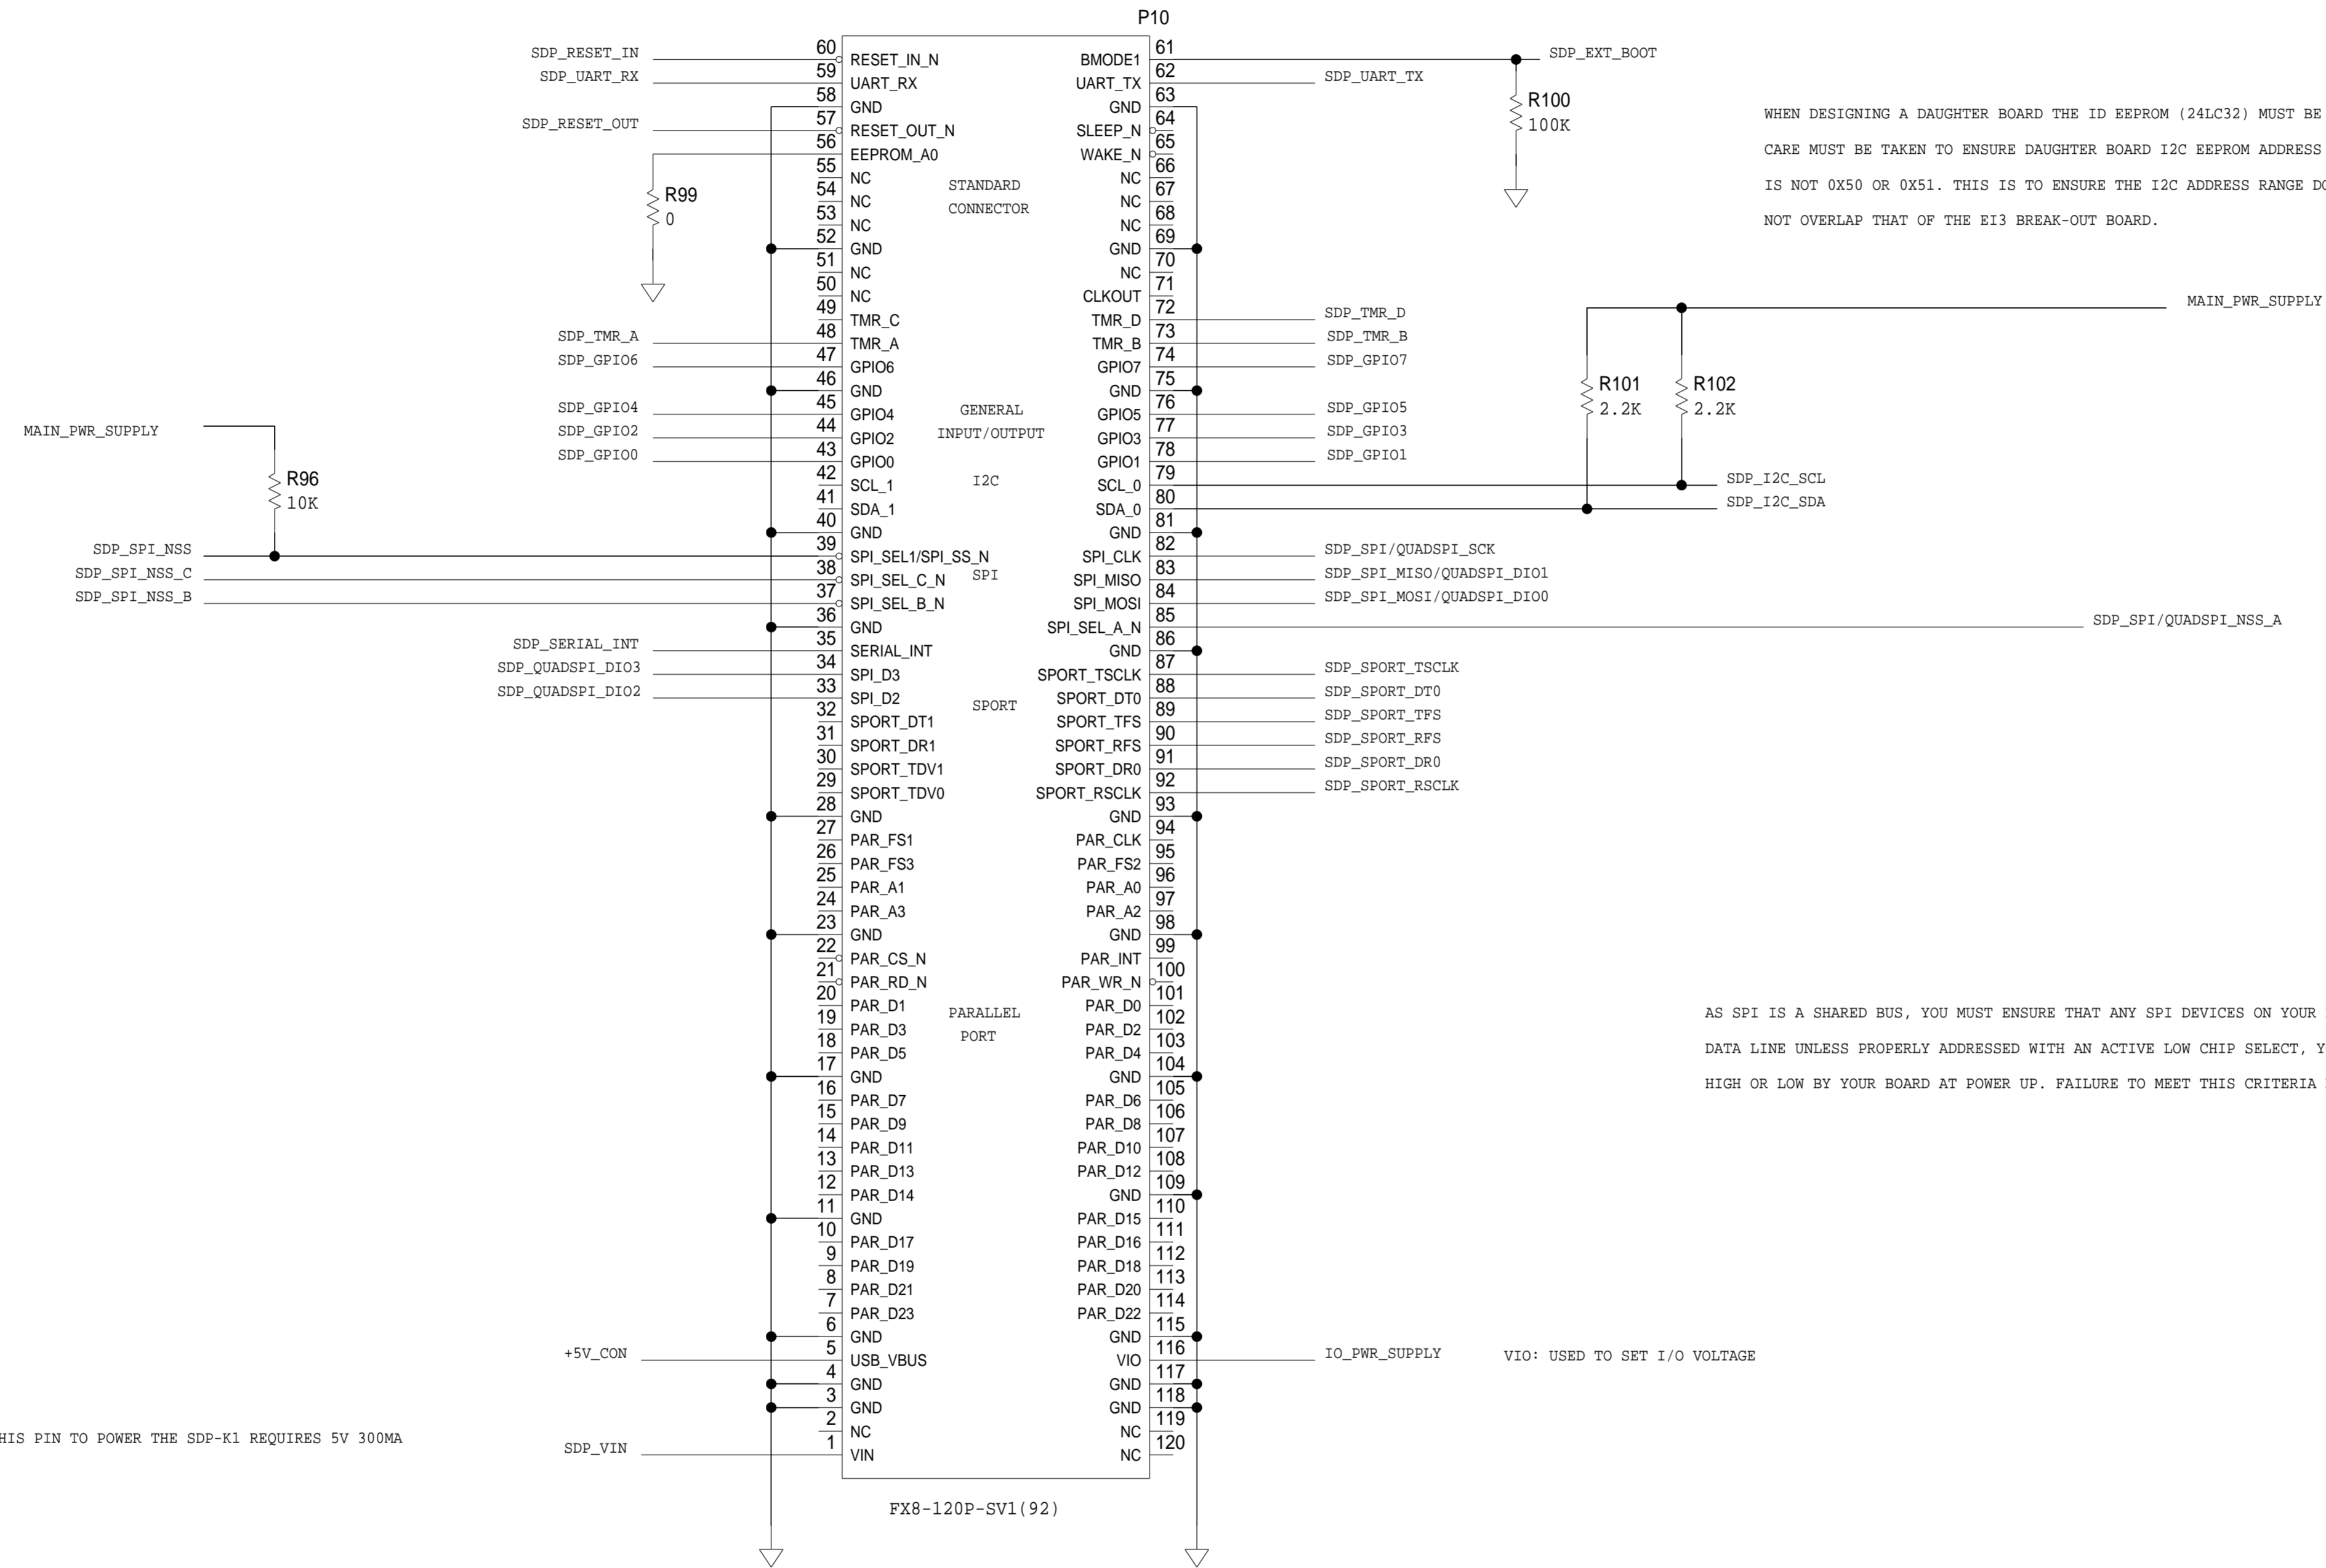 P10
SDP_RESET_IN 60 RESET_IN_N BMODE1 61 SDP_EXT_BOOT
SDP_UART_RX 59 UART_RX UART_TX 62 SDP_UART_TX
58 GND GND 63
SDP_RESET_OUT 57 RESET_OUT_N SLEEP_N 64
56 EEPROM_A0 WAKE_N 65
55 NC NC 66
54 NC NC 67
53 NC NC 68
52 GND GND 69
51 NC NC 70
50 NC CLKOUT 71
49 TMR_C TMR_D 72 SDP_TMR_D
SDP_TMR_A 48 TMR_A TMR_B 73 SDP_TMR_B
SDP_GPIO6 47 GPIO6 GPIO7 74 SDP_GPIO7
46 GND GND 75
SDP_GPIO4 45 GPIO4 GPIO5 76 SDP_GPIO5
SDP_GPIO2 44 GPIO2 GPIO3 77 SDP_GPIO3
SDP_GPIO0 43 GPIO0 GPIO1 78 SDP_GPIO1
42 SCL_1 SCL_0 79 SDP_I2C_SCL
41 SDA_1 SDA_0 80 SDP_I2C_SDA
40 GND GND 81
SDP_SPI_NSS 39 SPI_SEL1/SPI_SS_N SPI_CLK 82 SDP_SPI/QUADSPI_SCK
SDP_SPI_NSS_C 38 SPI_SEL_C_N SPI_MISO 83 SDP_SPI_MISO/QUADSPI_DIO1
SDP_SPI_NSS_B 37 SPI_SEL_B_N SPI_MOSI 84 SDP_SPI_MOSI/QUADSPI_DIO0
36 GND SPI_SEL_A_N 85 SDP_SPI/QUADSPI_NSS_A
SDP_SERIAL_INT 35 SERIAL_INT GND 86
SDP_QUADSPI_DIO3 34 SPI_D3 SPORT_TSCLK 87 SDP_SPORT_TSCLK
SDP_QUADSPI_DIO2 33 SPI_D2 SPORT_DT0 88 SDP_SPORT_DT0
32 SPORT_DT1 SPORT_TFS 89 SDP_SPORT_TFS
31 SPORT_DR1 SPORT_RFS 90 SDP_SPORT_RFS
30 SPORT_TDV1 SPORT_DR0 91 SDP_SPORT_DR0
29 SPORT_TDV0 SPORT_RSCLK 92 SDP_SPORT_RSCLK
28 GND GND 93
27 PAR_FS1 PAR_CLK 94
26 PAR_FS3 PAR_FS2 95
25 PAR_A1 PAR_A0 96
24 PAR_A3 PAR_A2 97
23 GND GND 98
22 PAR_CS_N PAR_INT 99
21 PAR_RD_N PAR_WR_N 100
20 PAR_D1 PAR_D0 101
19 PAR_D3 PAR_D2 102
18 PAR_D5 PAR_D4 103
17 GND GND 104
16 PAR_D7 PAR_D6 105
15 PAR_D9 PAR_D8 106
14 PAR_D11 PAR_D10 107
13 PAR_D13 PAR_D12 108
12 PAR_D14 GND 109
11 GND PAR_D15 110
10 PAR_D17 PAR_D16 111
9 PAR_D19 PAR_D18 112
8 PAR_D21 PAR_D20 113
7 PAR_D23 PAR_D22 114
6 GND GND 115
+5V_CON 5 USB_VBUS VIO 116 IO_PWR_SUPPLY VIO: USED TO SET I/O VOLTAGE
4 GND GND 117
3 GND GND 118
2 NC NC 119
SDP_VIN 1 VIN NC 120
FX8-120P-SV1(92)
STANDARD
CONNECTOR
GENERAL
INPUT/OUTPUT
I2C
SPI
SPORT
PARALLEL
PORT
R99
0
MAIN_PWR_SUPPLY
R96
10K
HIS PIN TO POWER THE SDP-K1 REQUIRES 5V 300MA
R100
100K
WHEN DESIGNING A DAUGHTER BOARD THE ID EEPROM (24LC32) MUST BE
CARE MUST BE TAKEN TO ENSURE DAUGHTER BOARD I2C EEPROM ADDRESS
IS NOT 0X50 OR 0X51. THIS IS TO ENSURE THE I2C ADDRESS RANGE DO
NOT OVERLAP THAT OF THE EI3 BREAK-OUT BOARD.
MAIN_PWR_SUPPLY
R101
2.2K
R102
2.2K
AS SPI IS A SHARED BUS, YOU MUST ENSURE THAT ANY SPI DEVICES ON YOUR
DATA LINE UNLESS PROPERLY ADDRESSED WITH AN ACTIVE LOW CHIP SELECT, Y
HIGH OR LOW BY YOUR BOARD AT POWER UP. FAILURE TO MEET THIS CRITERIA